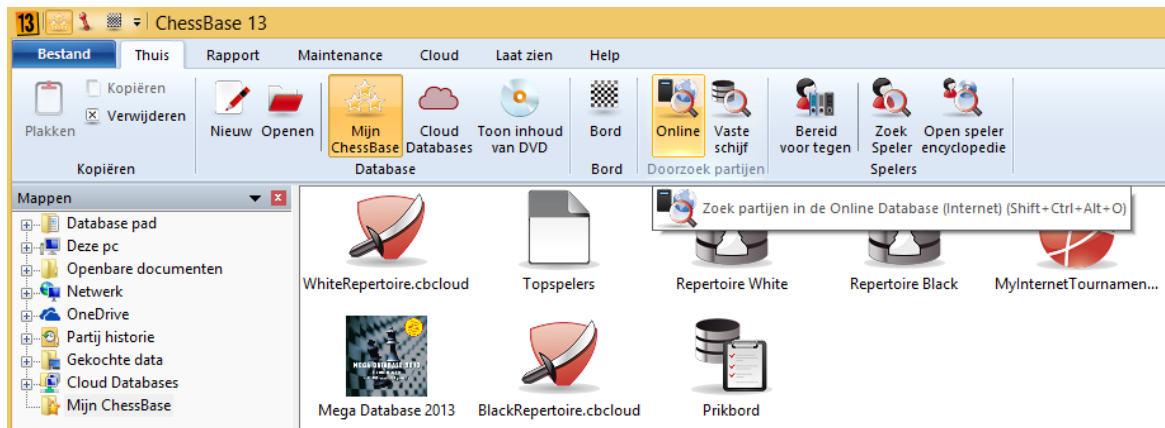 13 ChessBase 13
Bestand Thuis Rapport Maintenance Cloud Laat zien Help
Plakken
Kopiëren
Verwijderen
Kopiëren
Nieuw Openen Mijn ChessBase Cloud Databases Toon inhoud van DVD
Database
Bord
Bord
Online Vaste schijf
Doorzoek partijen
Bereid voor tegen Zoek Speler Open speler encyclopedie
Spelers
Mappen
Database pad
Deze pc
Openbare documenten
Netwerk
OneDrive
Partij historie
Gekochte data
Cloud Databases
Mijn ChessBase
Zoek partijen in de Online Database (Internet) (Shift+Ctrl+Alt+O)
WhiteRepertoire.cbcloud Topspelers Repertoire White Repertoire Black MyInternetTournamen...
MEGA DATABASE 2013
Mega Database 2013 BlackRepertoire.cbcloud Prikbord